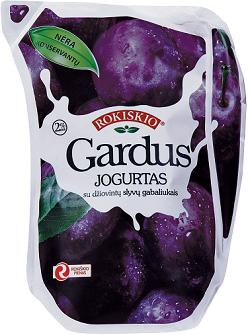 NĖRA
KONSERVANTŲ
2%
ROKIŠKIO
Gardus
JOGURTAS
su džiovintų slyvų gabaliukais
R
ROKIŠKIO
PIENAS